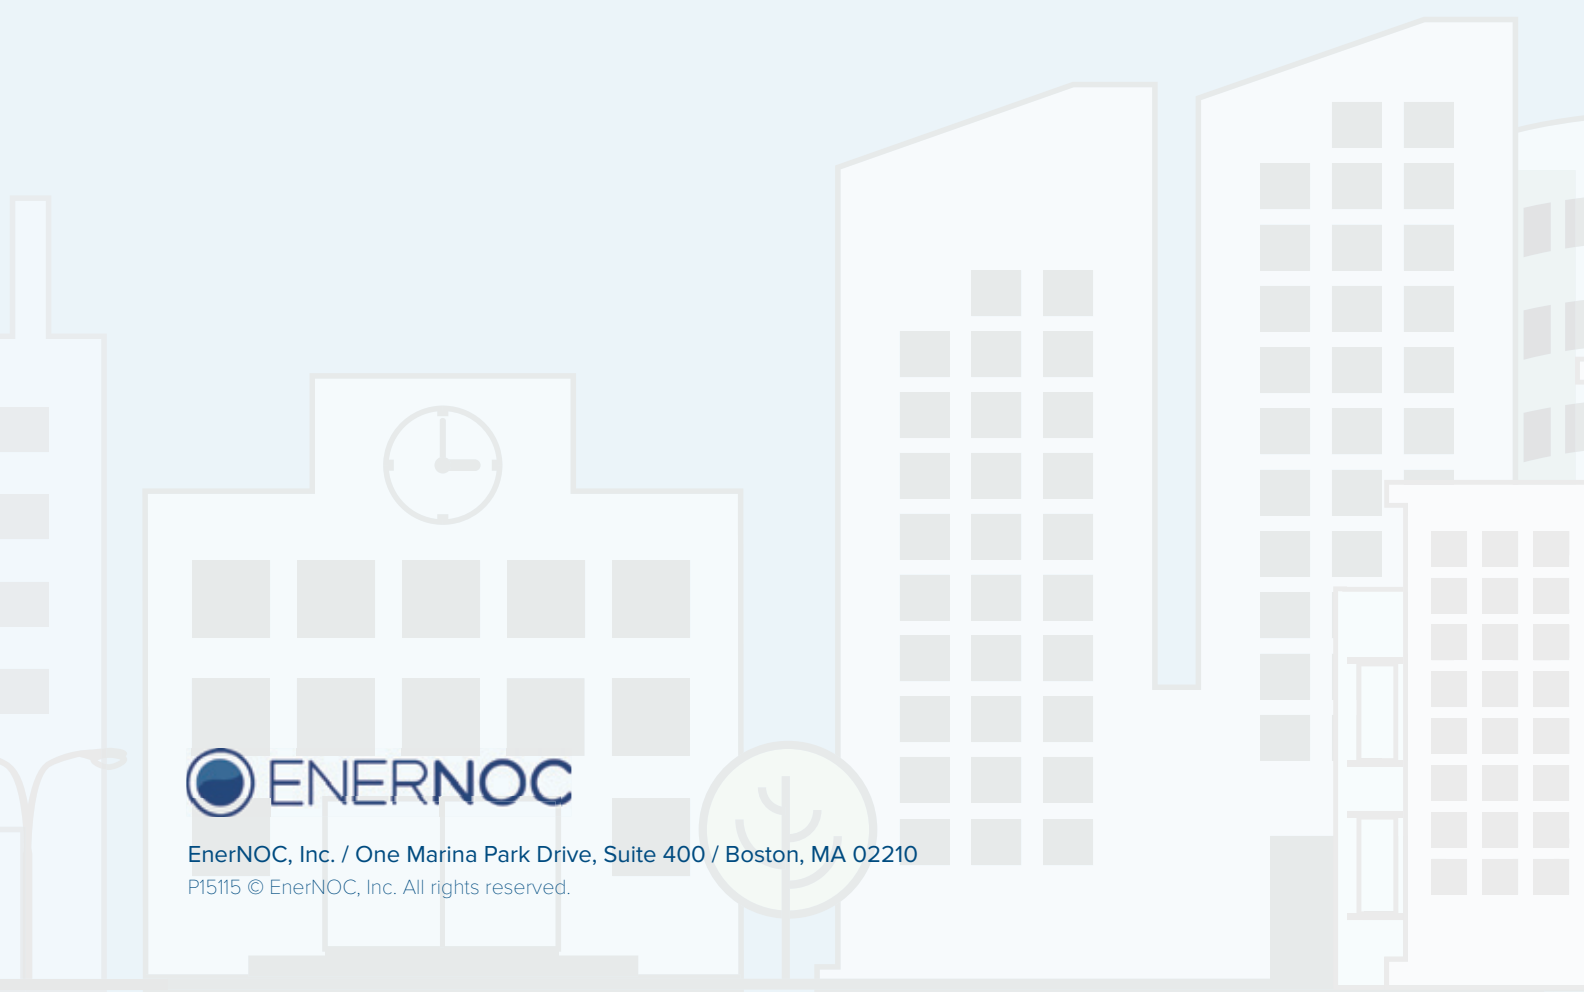 ENERNOC
EnerNOC, Inc. / One Marina Park Drive, Suite 400 / Boston, MA 02210
P15115 © EnerNOC, Inc. All rights reserved.